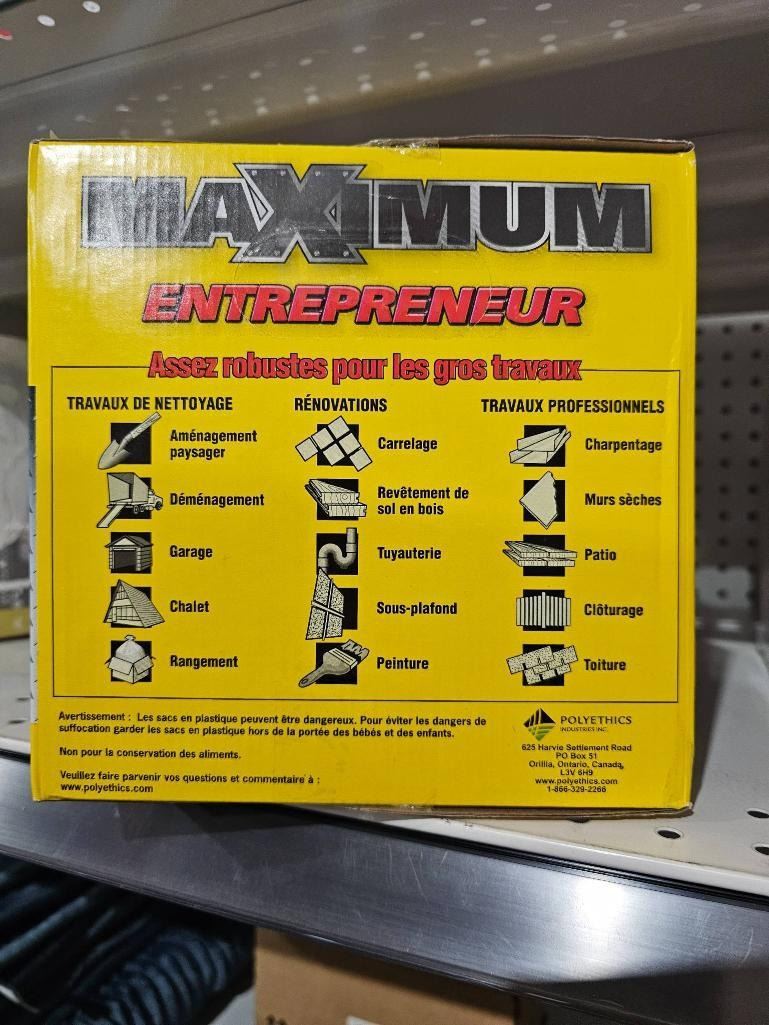 MAXIMUM
ENTREPRENEUR
Assez robustes pour les gros travaux
TRAVAUX DE NETTOYAGE
Aménagement
paysager
Déménagement
Garage
Chalet
Rangement
RÉNOVATIONS
Carrelage
Revêtement de
sol en bois
Tuyauterie
Sous-plafond
Peinture
TRAVAUX PROFESSIONNELS
Charpentage
Murs sèches
Patio
Clôturage
Toiture
Avertissement : Les sacs en plastique peuvent être dangereux. Pour éviter les dangers de
suffocation garder les sacs en plastique hors de la portée des bébés et des enfants.
Non pour la conservation des aliments.
Veuillez faire parvenir vos questions et commentaire à :
www.polyethics.com
POLYETHICS
INDUSTRIES INC.
625 Harvie Settlement Road
PO Box 51
Orillia, Ontario, Canada,
L3V 6H9
www.polyethics.com
1-866-329-2266